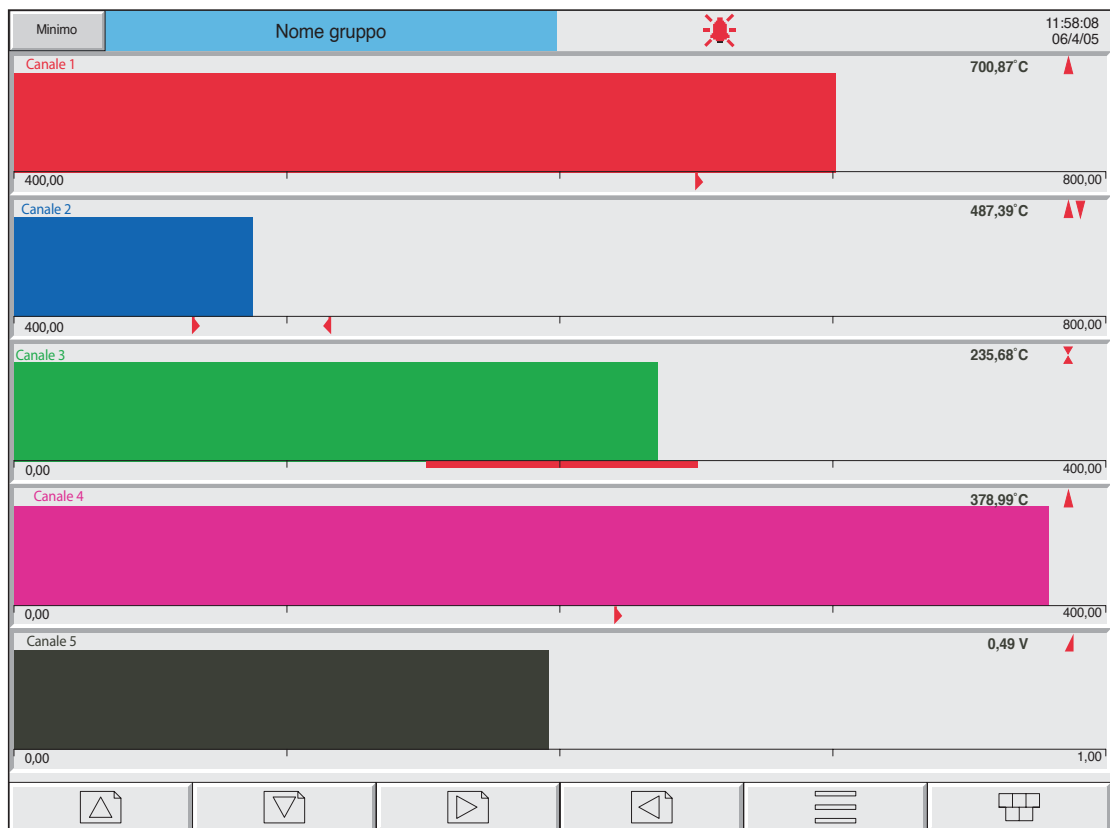 Minimo
Nome gruppo
11:58:08
06/4/05
Canale 1
700,87°C
400,00
800,00
Canale 2
487,39°C
400,00
800,00
Canale 3
235,68°C
0,00
400,00
Canale 4
378,99°C
0,00
400,00
Canale 5
0,49 V
0,00
1,00